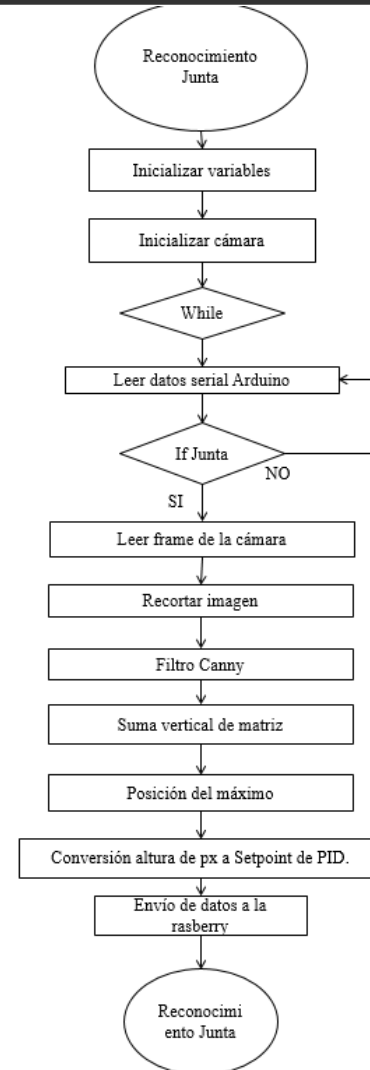 Reconocimiento
Junta
Inicializar variables
Inicializar cámara
While
Leer datos serial Arduino
If Junta
NO
SI
Leer frame de la cámara
Recortar imagen
Filtro Canny
Suma vertical de matriz
Posición del máximo
Conversión altura de px a Setpoint de PID.
Envío de datos a la
rasberry
Reconocimi
ento Junta